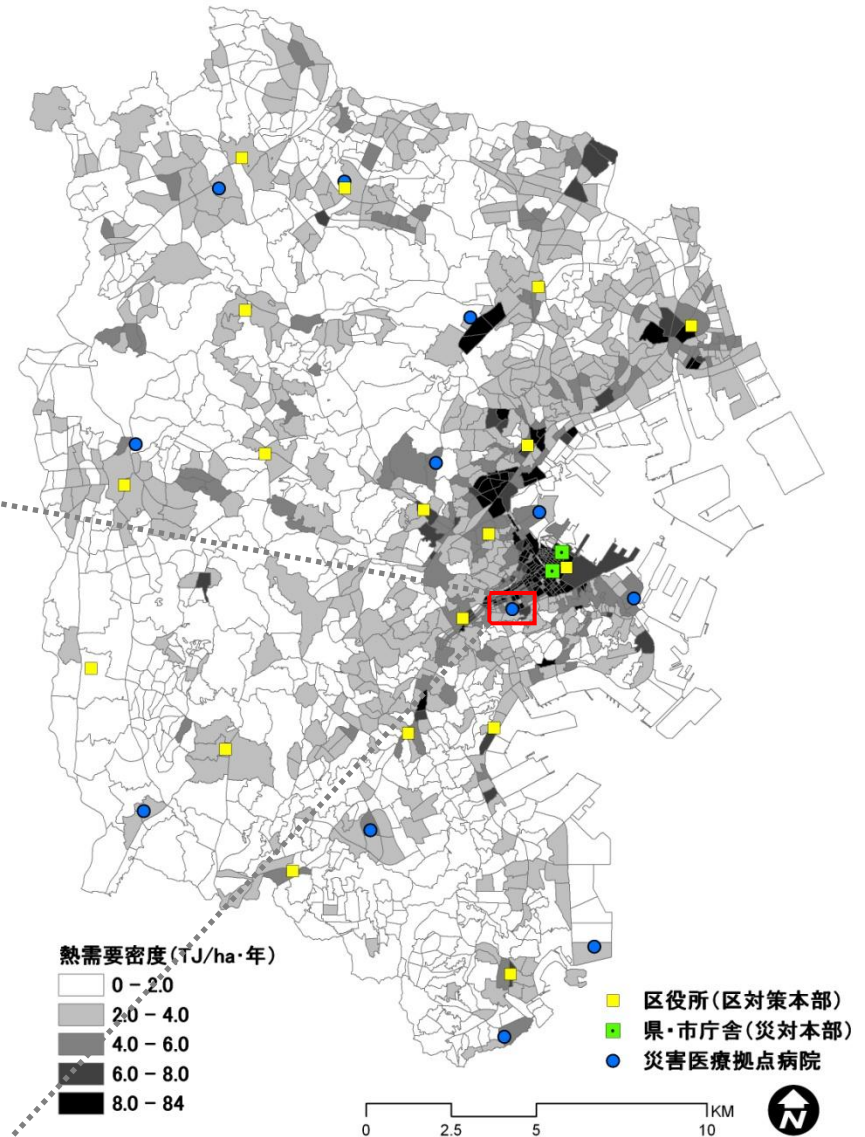 熱需要密度(TJ/ha・年)
0 - 2.0
2.0 - 4.0
4.0 - 6.0
6.0 - 8.0
8.0 - 84
区役所(区対策本部)
県・市庁舎(災対本部)
災害医療拠点病院
0 2.5 5 10 KM
N